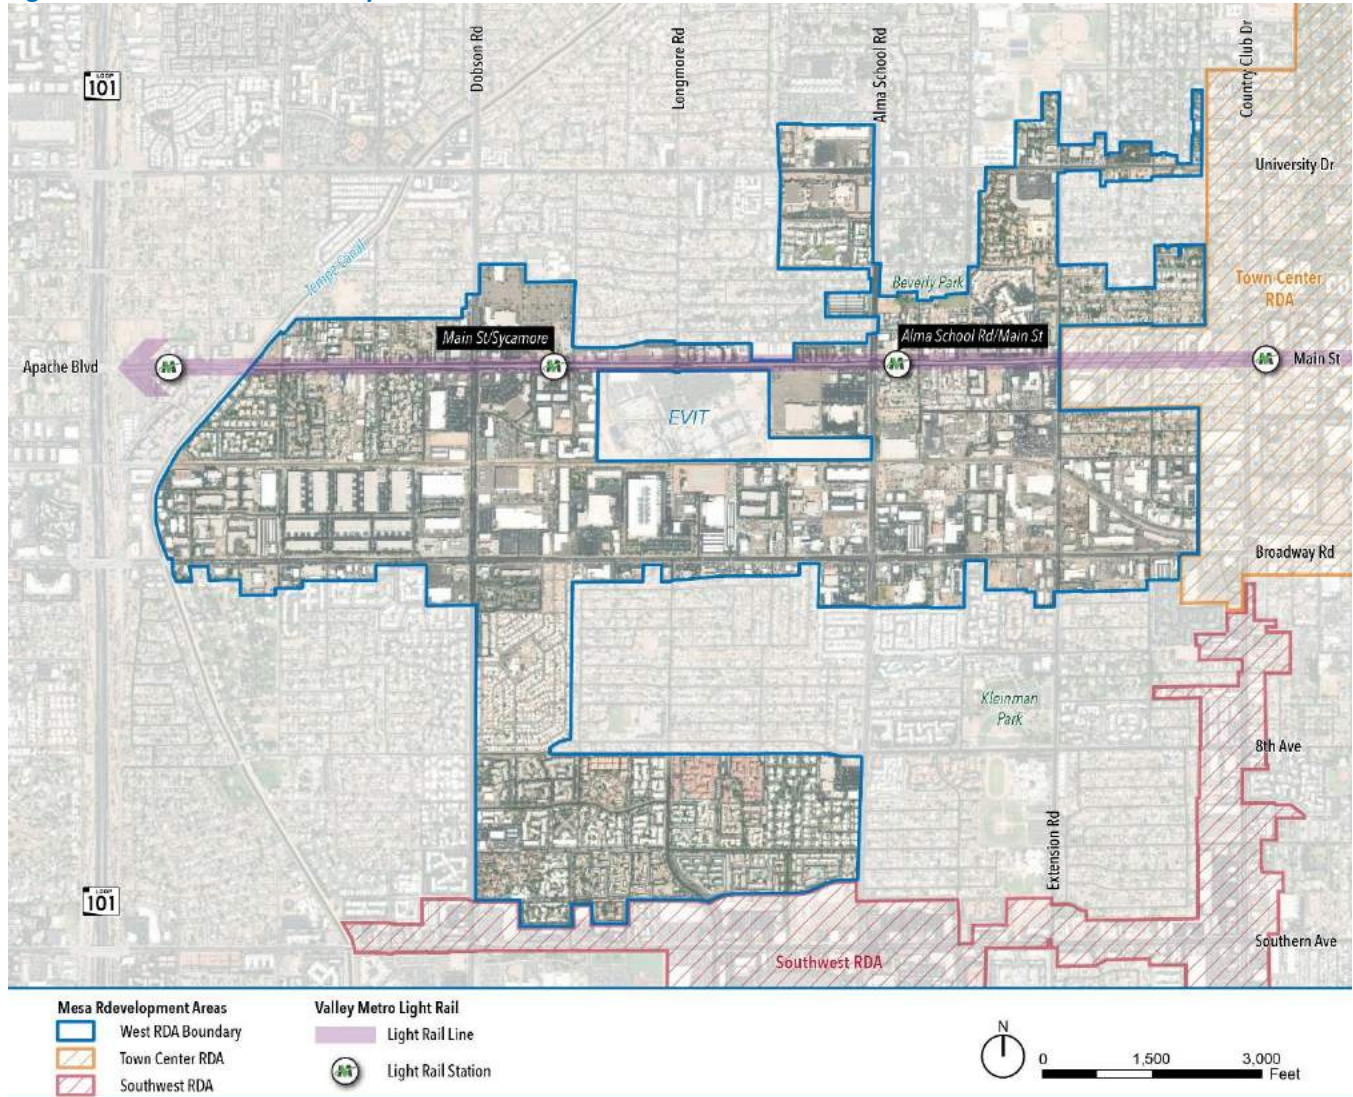 Dobson Rd
Longmore Rd
Alma School Rd
Country Club Dr
LOOP
101
University Dr
Tempe Canal
Beverly Park
Town Center
RDA
Main St/Sycamore
Alma School Rd/Main St
Apache Blvd
Main St
EVIT
Broadway Rd
Kleinman
Park
8th Ave
Extension Rd
LOOP
101
Southern Ave
Southwest RDA
Mesa Rdevelopment Areas
West RDA Boundary
Town Center RDA
Southwest RDA
Valley Metro Light Rail
Light Rail Line
Light Rail Station
N
0 1,500 3,000
Feet